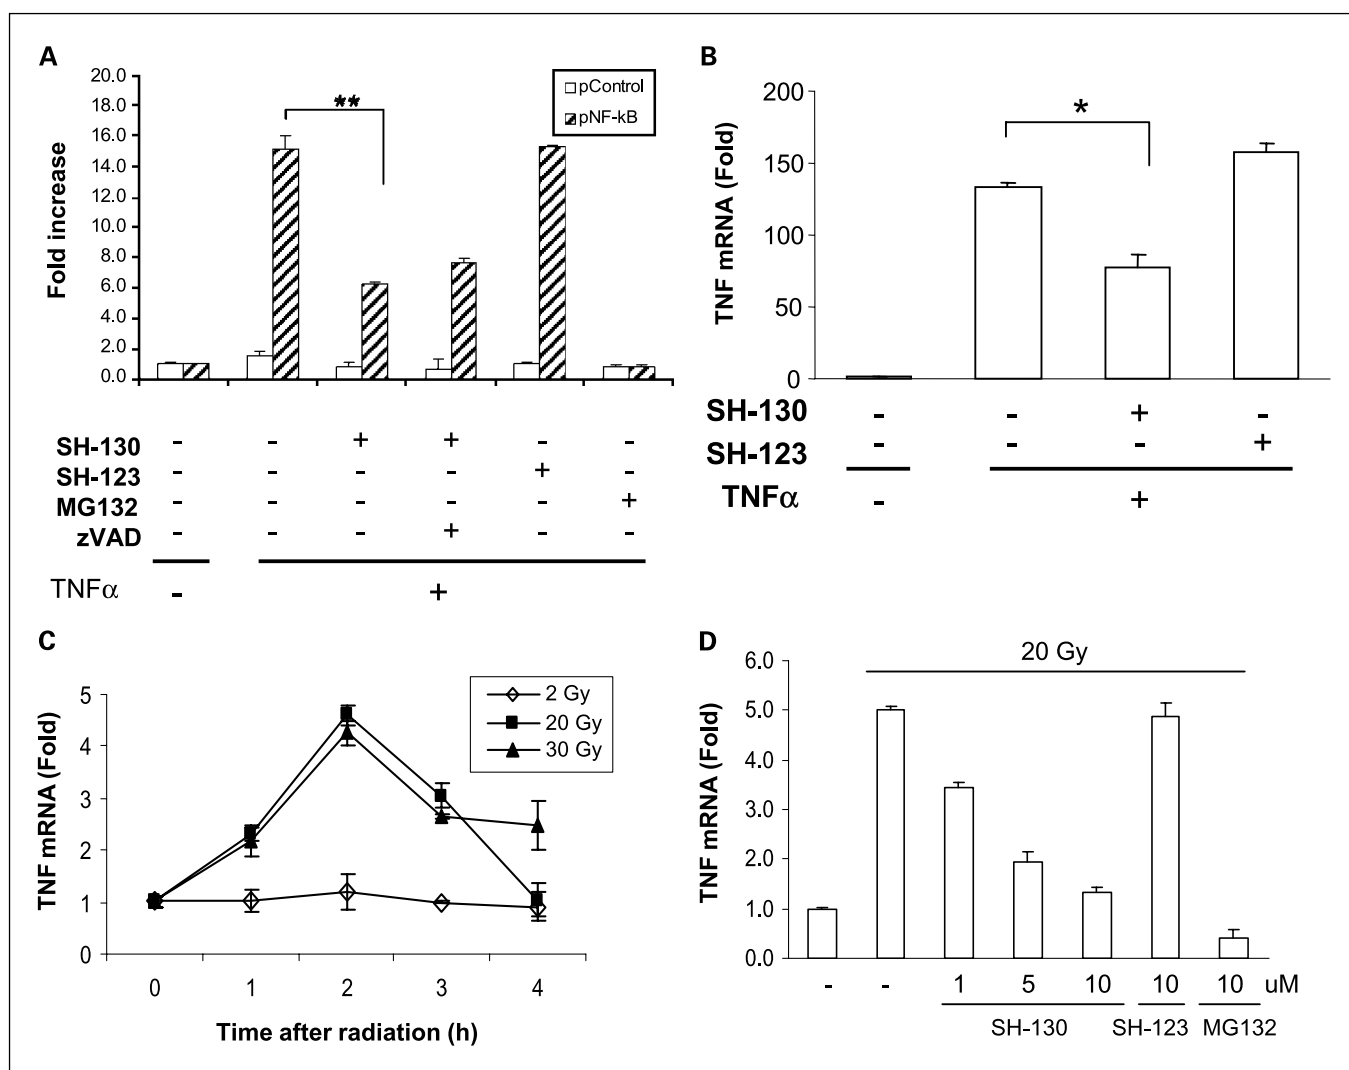 A
20.0
18.0
16.0
14.0
12.0
10.0
8.0
6.0
4.0
2.0
0.0
Fold increase
**
pControl
pNF-kB
SH-130 - - + + - -
SH-123 - - - - + -
MG132 - - - - - +
zVAD - - - + - -
TNFα - +
B
200
150
100
50
0
TNF mRNA (Fold)
*
SH-130 - - + -
SH-123 - - - +
TNFα - +
C
5
4
3
2
1
0
TNF mRNA (Fold)
2 Gy
20 Gy
30 Gy
0 1 2 3 4
Time after radiation (h)
D
20 Gy
6.0
5.0
4.0
3.0
2.0
1.0
0.0
TNF mRNA (Fold)
- - 1 5 10 10 10 uM
SH-130 SH-123 MG132